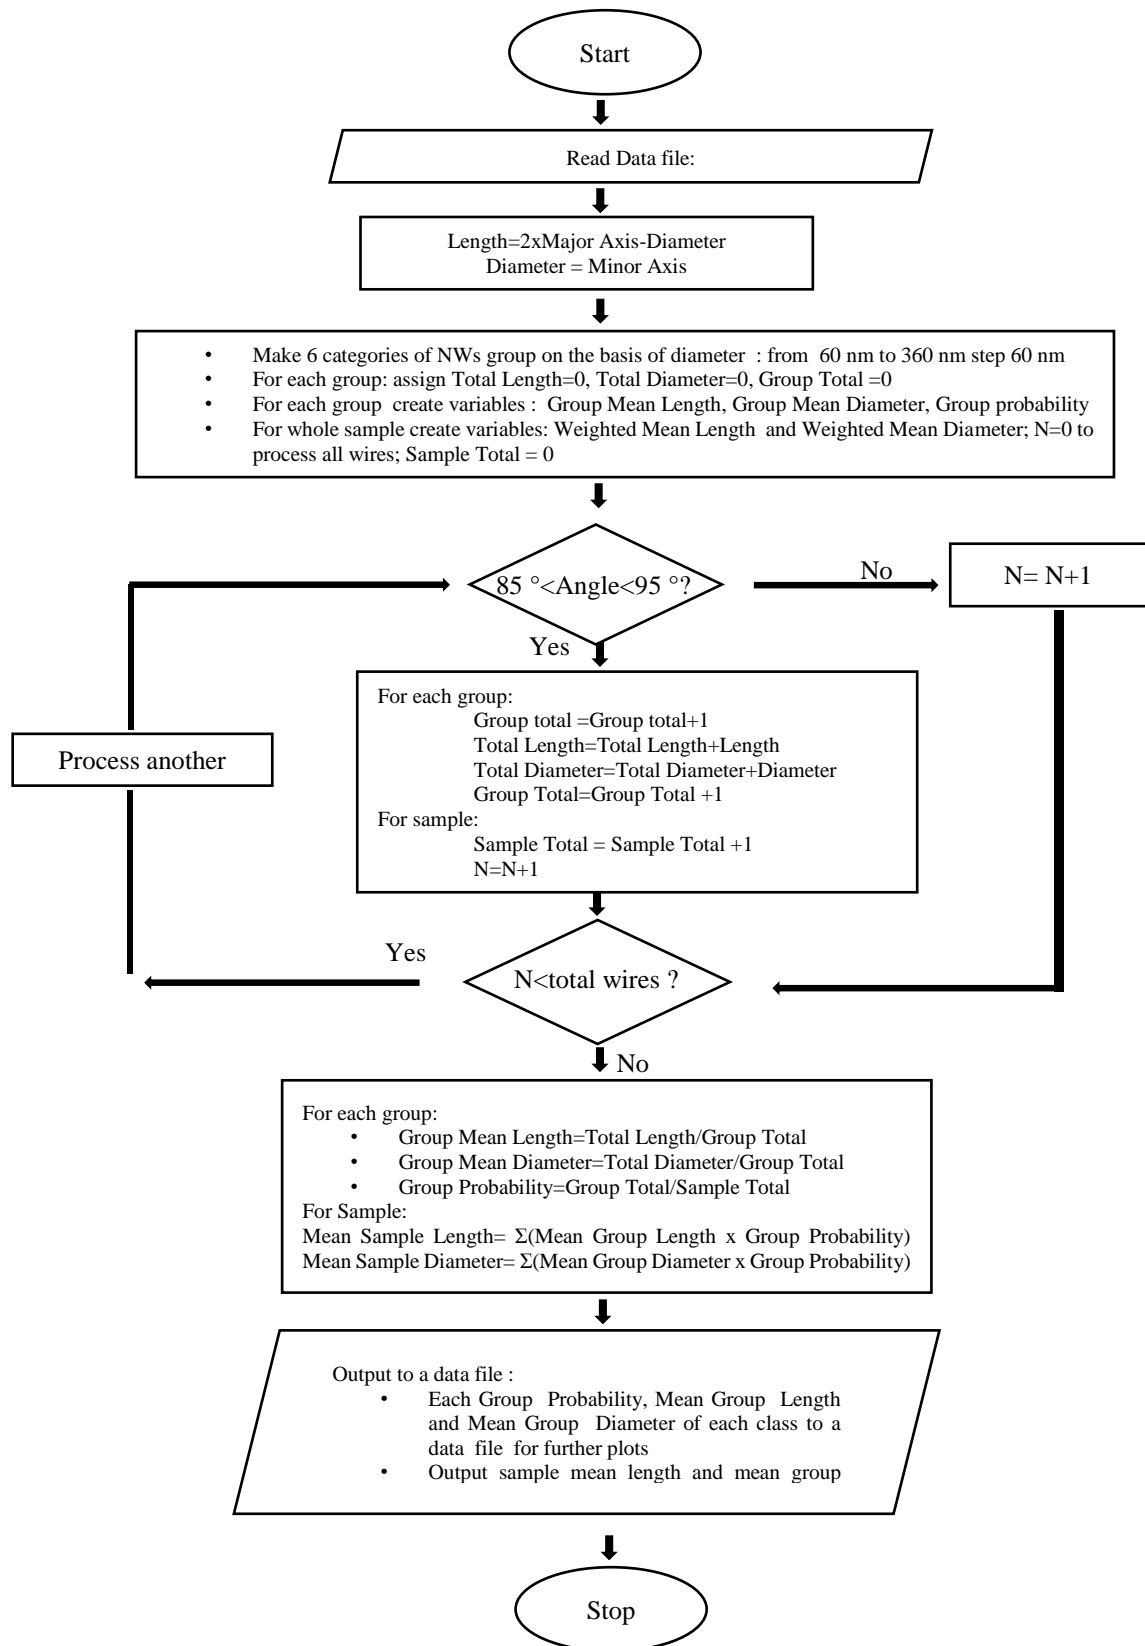 Start
Read Data file:
Length=2xMajor Axis-Diameter
Diameter = Minor Axis
• Make 6 categories of NWs group on the basis of diameter : from 60 nm to 360 nm step 60 nm
• For each group: assign Total Length=0, Total Diameter=0, Group Total =0
• For each group create variables : Group Mean Length, Group Mean Diameter, Group probability
• For whole sample create variables: Weighted Mean Length and Weighted Mean Diameter; N=0 to
process all wires; Sample Total = 0
85 °<Angle<95 °?
No
N= N+1
Yes
For each group:
Group total =Group total+1
Total Length=Total Length+Length
Total Diameter=Total Diameter+Diameter
Group Total=Group Total +1
For sample:
Sample Total = Sample Total +1
N=N+1
Process another
Yes
N<total wires ?
No
For each group:
• Group Mean Length=Total Length/Group Total
• Group Mean Diameter=Total Diameter/Group Total
• Group Probability=Group Total/Sample Total
For Sample:
Mean Sample Length= Σ(Mean Group Length x Group Probability)
Mean Sample Diameter= Σ(Mean Group Diameter x Group Probability)
Output to a data file :
• Each Group Probability, Mean Group Length
and Mean Group Diameter of each class to a
data file for further plots
• Output sample mean length and mean group
Stop